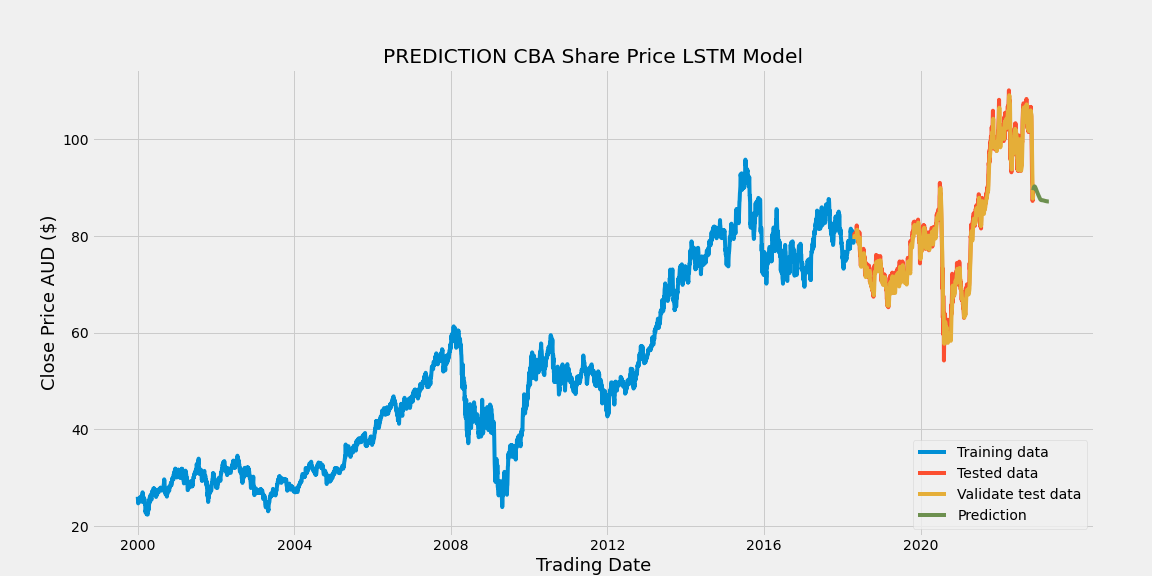 PREDICTION CBA Share Price LSTM Model
Close Price AUD ($)
100
80
60
40
20
2000 2004 2008 2012 2016 2020
Trading Date
Training data
Tested data
Validate test data
Prediction